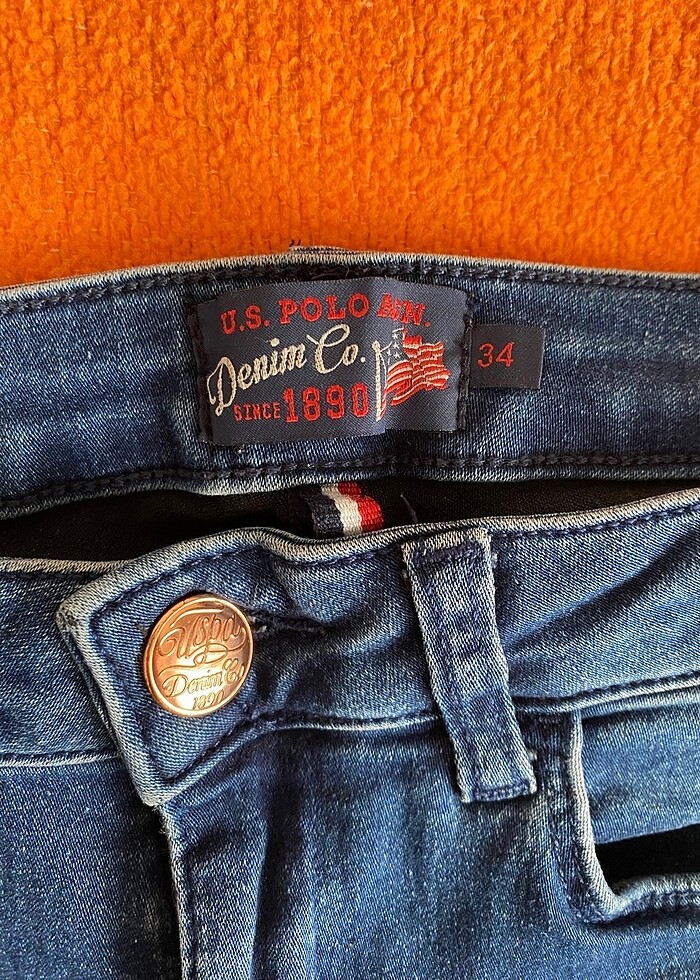 U.S. POLO ASSN.
Denim Co.
SINCE 1890
34
uspa
Denim Co
1890